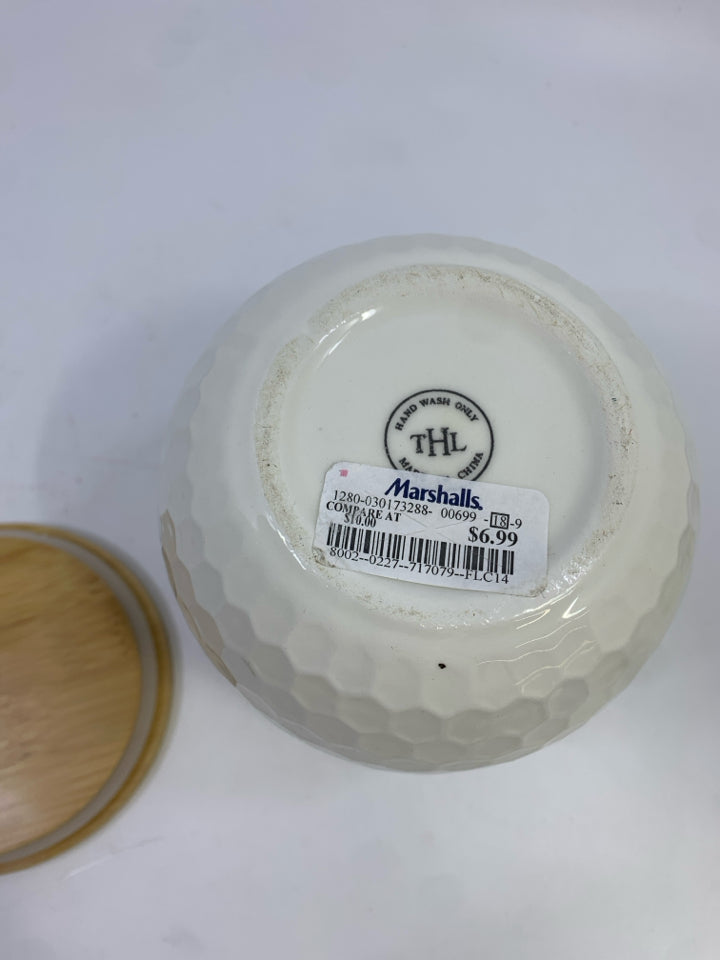 HAND WASH ONLY
THL
CHINA
Marshalls.
1280-030173288- 00699 -18-9
COMPARE AT
$10.00
$6.99
8002--0227--717079--FLC14